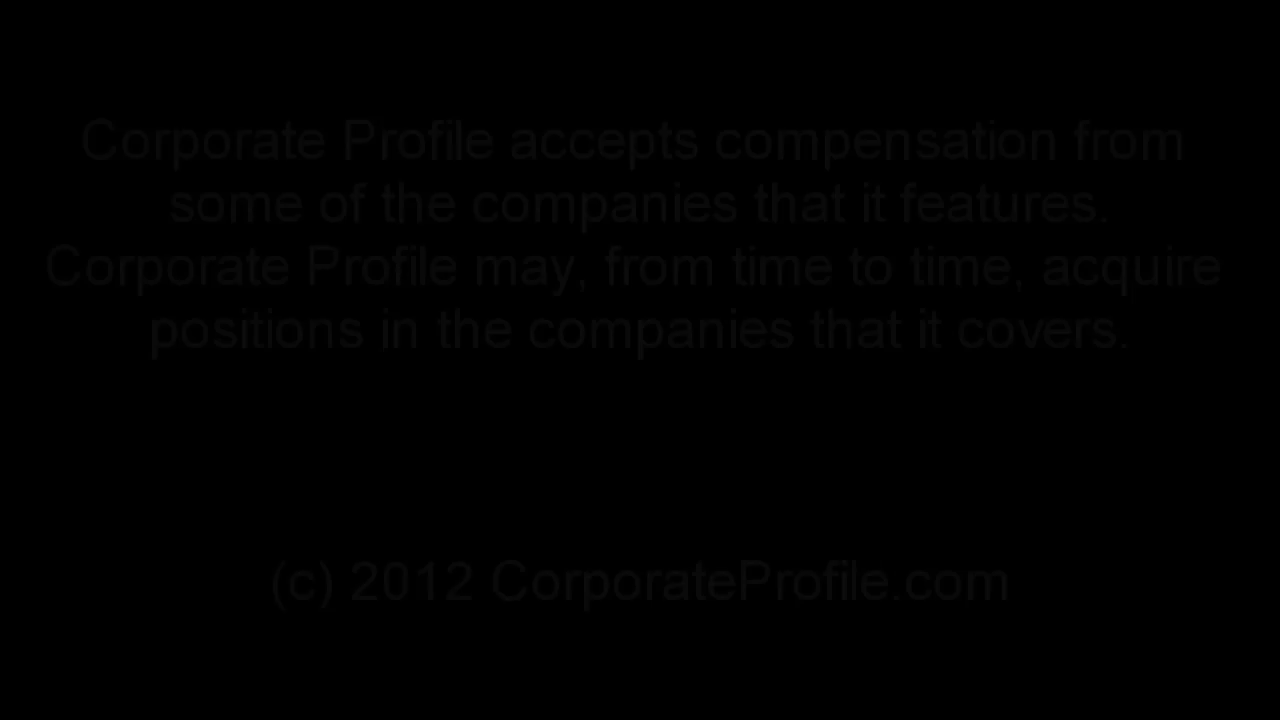 Corporate Profile accepts compensation from
some of the companies that it features.
Corporate Profile may, from time to time, acquire
positions in the companies that it covers.
(c) 2012 CorporateProfile.com